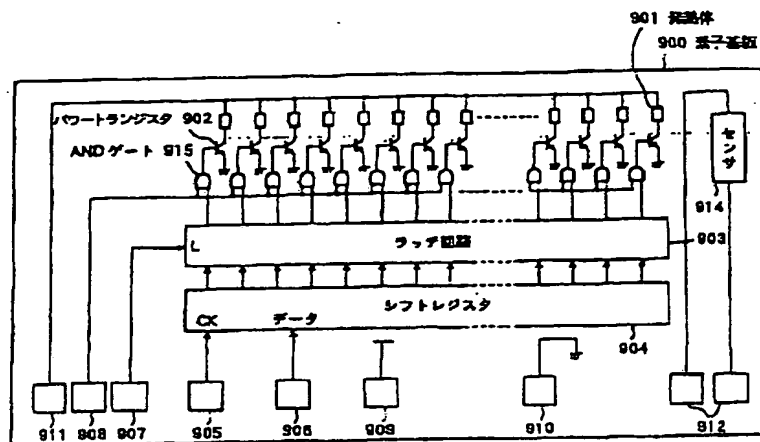 901 発熱体
900 素子基板
パワートランジスタ 902
ANDゲート 915
センサ
914
L
ラッチ回路
903
シフトレジスタ
CK
データ
904
911
908
907
905
906
909
910
912